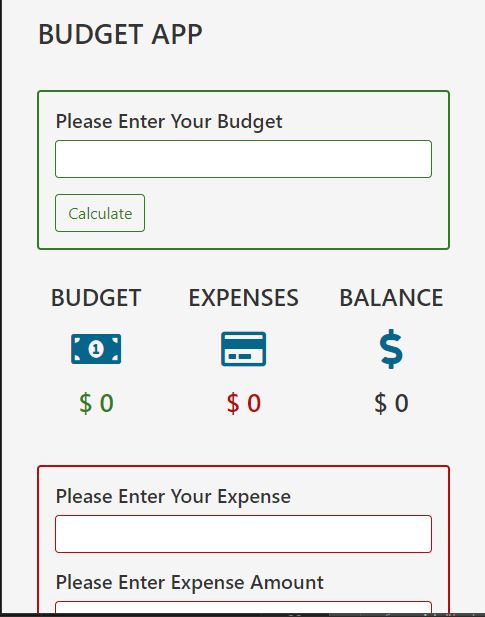 BUDGET APP
Please Enter Your Budget
Calculate
BUDGET EXPENSES BALANCE
1
$
$ 0 $ 0 $ 0
Please Enter Your Expense
Please Enter Expense Amount